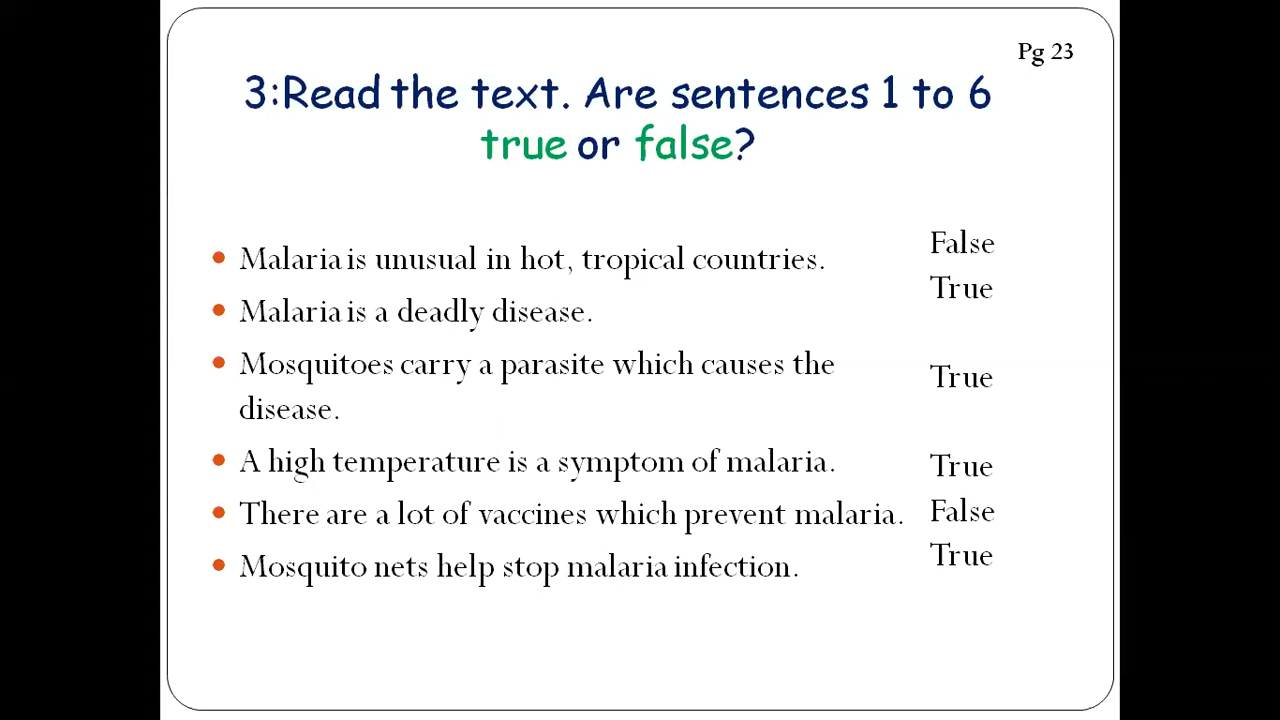 Pg 23
3:Read the text. Are sentences 1 to 6
true or false?
• Malaria is unusual in hot, tropical countries.
False
• Malaria is a deadly disease.
True
• Mosquitoes carry a parasite which causes the
disease.
True
• A high temperature is a symptom of malaria.
True
• There are a lot of vaccines which prevent malaria.
False
• Mosquito nets help stop malaria infection.
True